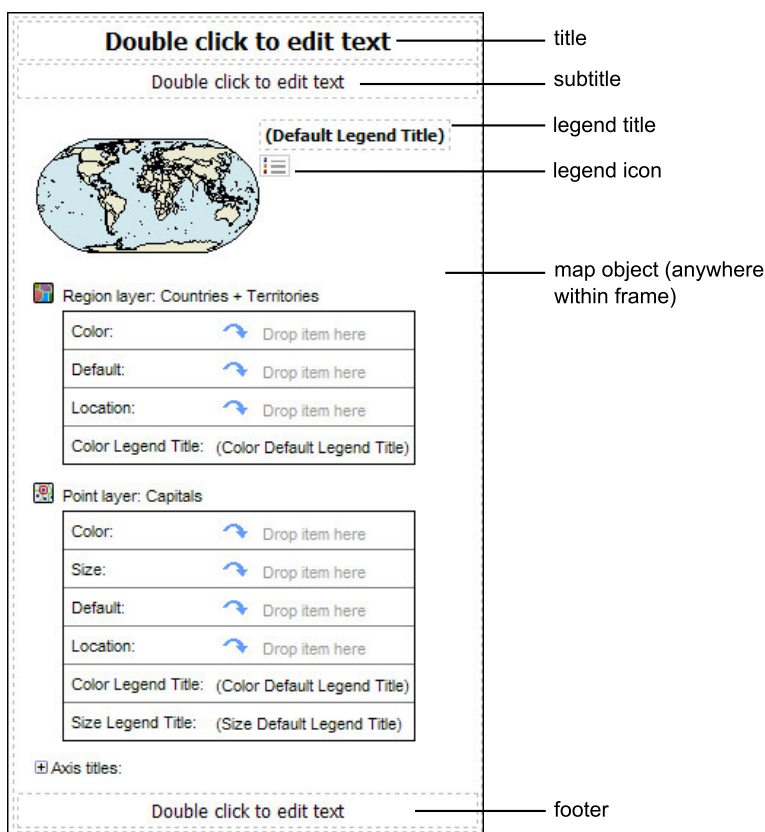 Double click to edit text
title
Double click to edit text
subtitle
(Default Legend Title)
legend title
legend icon
map object (anywhere
within frame)
Region layer: Countries + Territories
Color: Drop item here
Default: Drop item here
Location: Drop item here
Color Legend Title: (Color Default Legend Title)
Point layer: Capitals
Color: Drop item here
Size: Drop item here
Default: Drop item here
Location: Drop item here
Color Legend Title: (Color Default Legend Title)
Size Legend Title: (Size Default Legend Title)
Axis titles:
Double click to edit text
footer